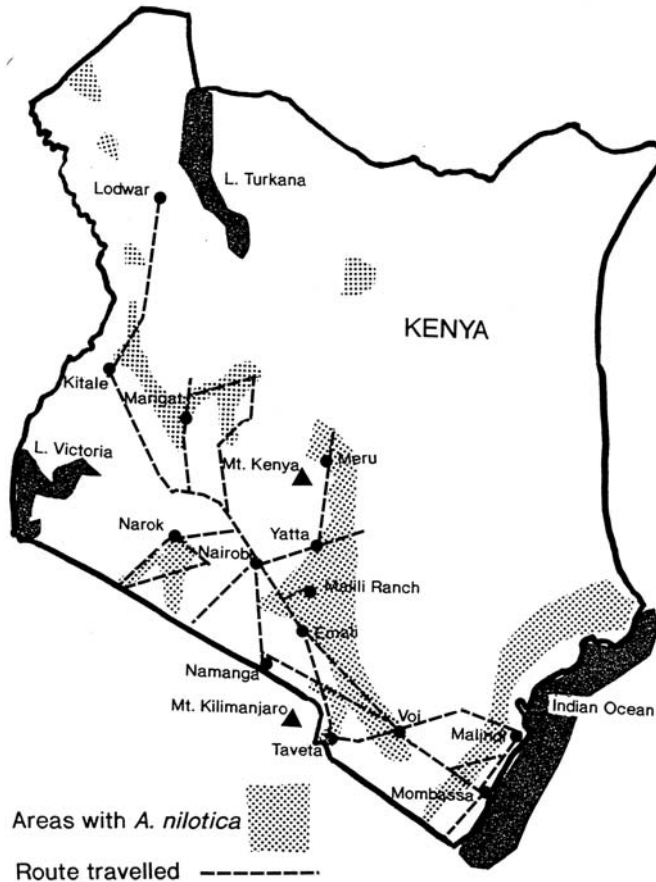 Lodwar
L. Turkana
KENYA
Kitale
Marigat
L. Victoria
Mt. Kenya
Meru
Narok
Yatta
Nairobi
Makili Ranch
Emali
Namanga
Mt. Kilimanjaro
Voi
Indian Ocean
Malindi
Taveta
Mombassa
Areas with A. nilotica
Route travelled